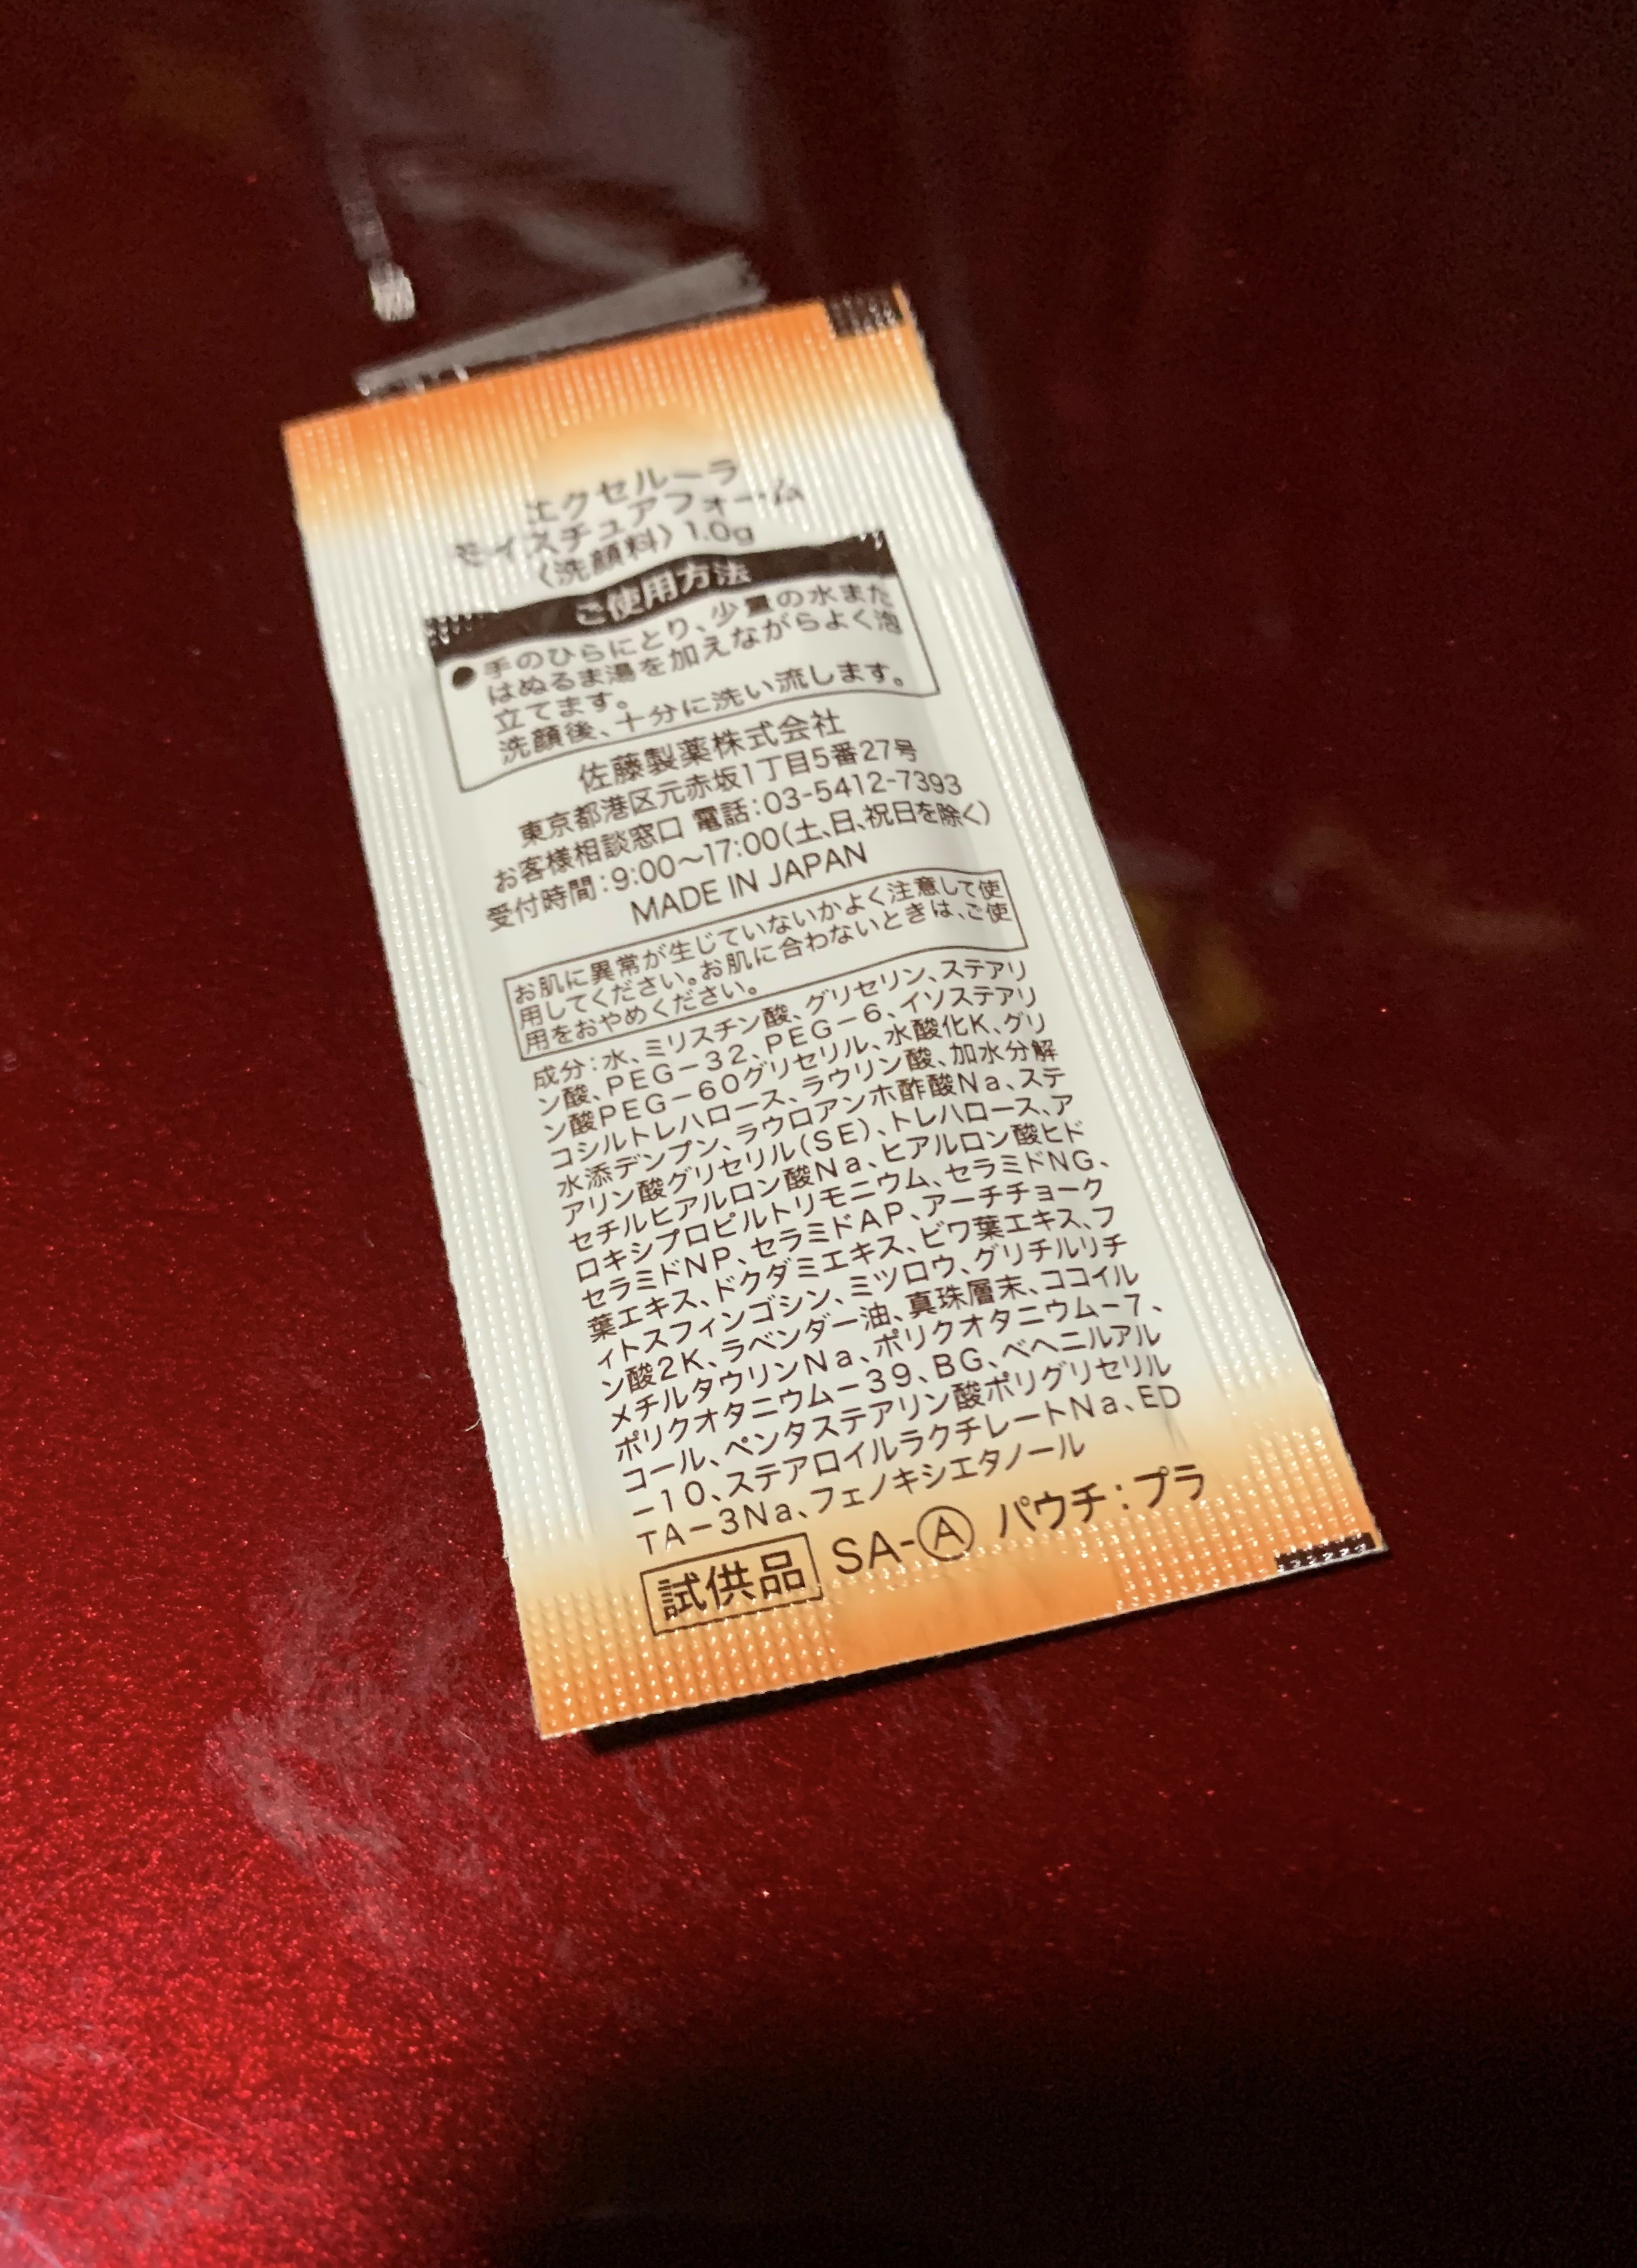 エクセルーラ
モイスチュアフォーム
〈洗顔料〉1.0g
ご使用方法
●手のひらにとり、少量の水また
はぬるま湯を加えながらよく泡
立てます。
洗顔後、十分に洗い流します。
佐藤製薬株式会社
東京都港区元赤坂1丁目5番27号
お客様相談窓口 電話:03-5412-7393
受付時間:9:00〜17:00(土、日、祝日を除く)
MADE IN JAPAN
お肌に異常が生じていないかよく注意して使
用してください。お肌に合わないときは、ご使
用をおやめください。
成分:水、ミリスチン酸、グリセリン、ステアリ
ン酸、PEG-32、PEG-6、イソステアリ
ン酸PEG-60グリセリル、水酸化K、グリ
コシルトレハロース、ラウリン酸、加水分解
水添デンプン、ラウロアンホ酢酸Na、ステ
アリン酸グリセリル(SE)、トレハロース、ア
セチルヒアルロン酸Na、ヒアルロン酸ヒド
ロキシプロピルトリモニウム、セラミドNG、
セラミドNP、セラミドAP、アーチチョーク
葉エキス、ドクダミエキス、ビワ葉エキス、フ
ィトスフィンゴシン、ミツロウ、グリチルリチ
ン酸2K、ラベンダー油、真珠層末、ココイル
メチルタウリンNa、ポリクオタニウム-7、
ポリクオタニウム-39、BG、ベヘニルアル
コール、ペンタステアリン酸ポリグリセリル
-10、ステアロイルラクチレートNa、ED
TA-3Na、フェノキシエタノール
試供品 SA-Ⓐ パウチ:プラ